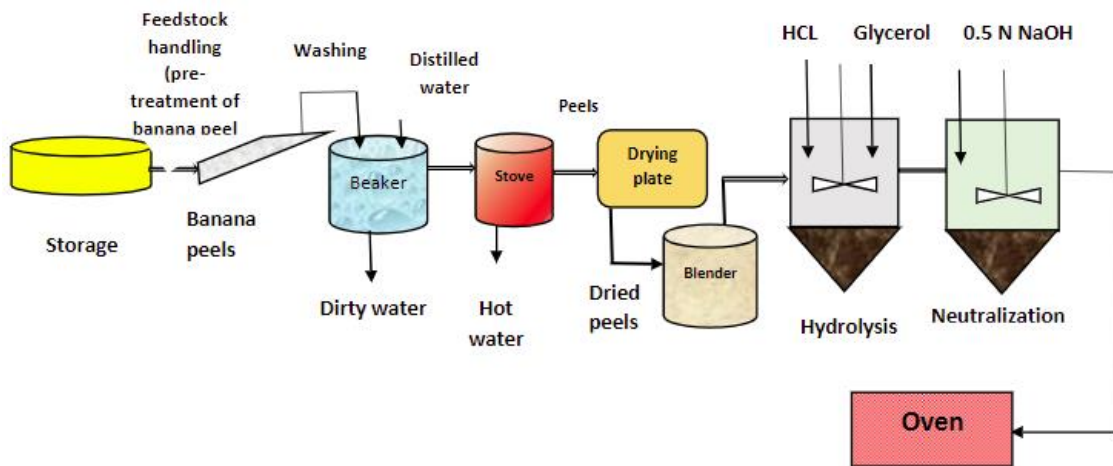 Feedstock
handling
(pre-
treatment of
banana peel
Washing
Distilled
water
HCL
Glycerol
0.5 N NaOH
Peels
Drying
plate
Beaker
Stove
Storage
Banana
peels
Blender
Dirty water
Hot
water
Dried
peels
Hydrolysis
Neutralization
Oven